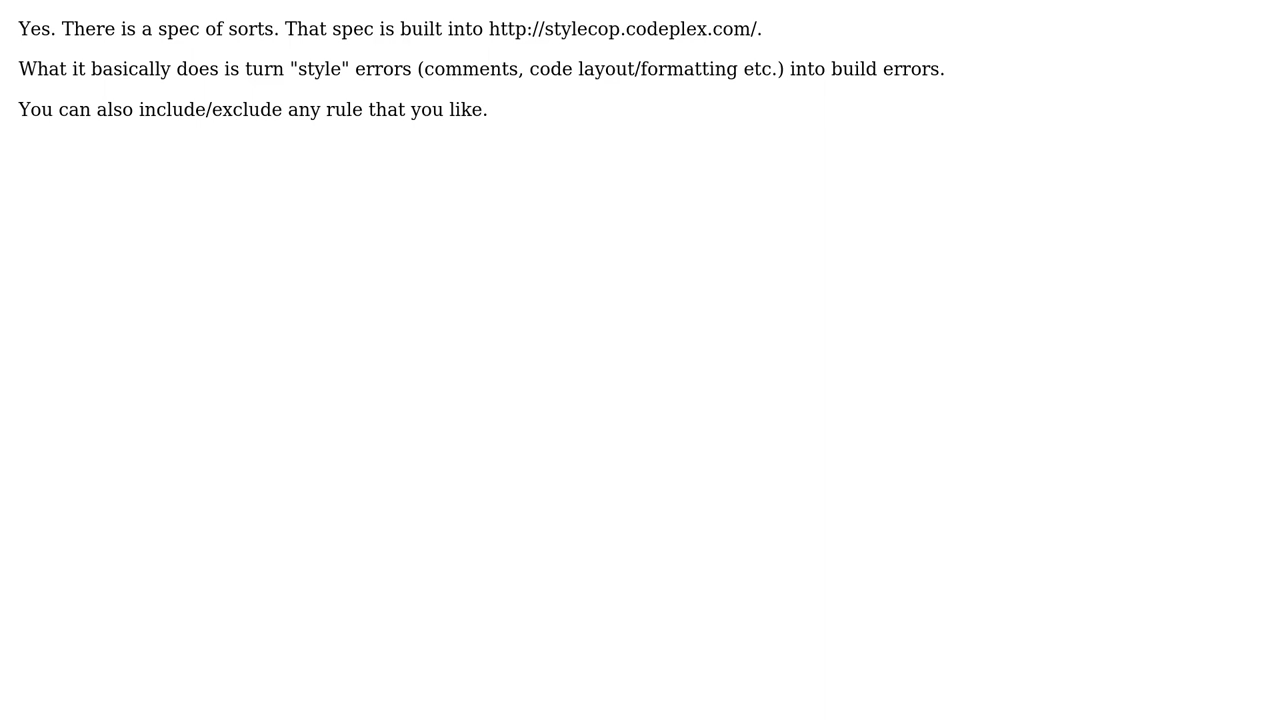 Yes. There is a spec of sorts. That spec is built into http://stylecop.codeplex.com/.
What it basically does is turn "style" errors (comments, code layout/formatting etc.) into build errors.
You can also include/exclude any rule that you like.